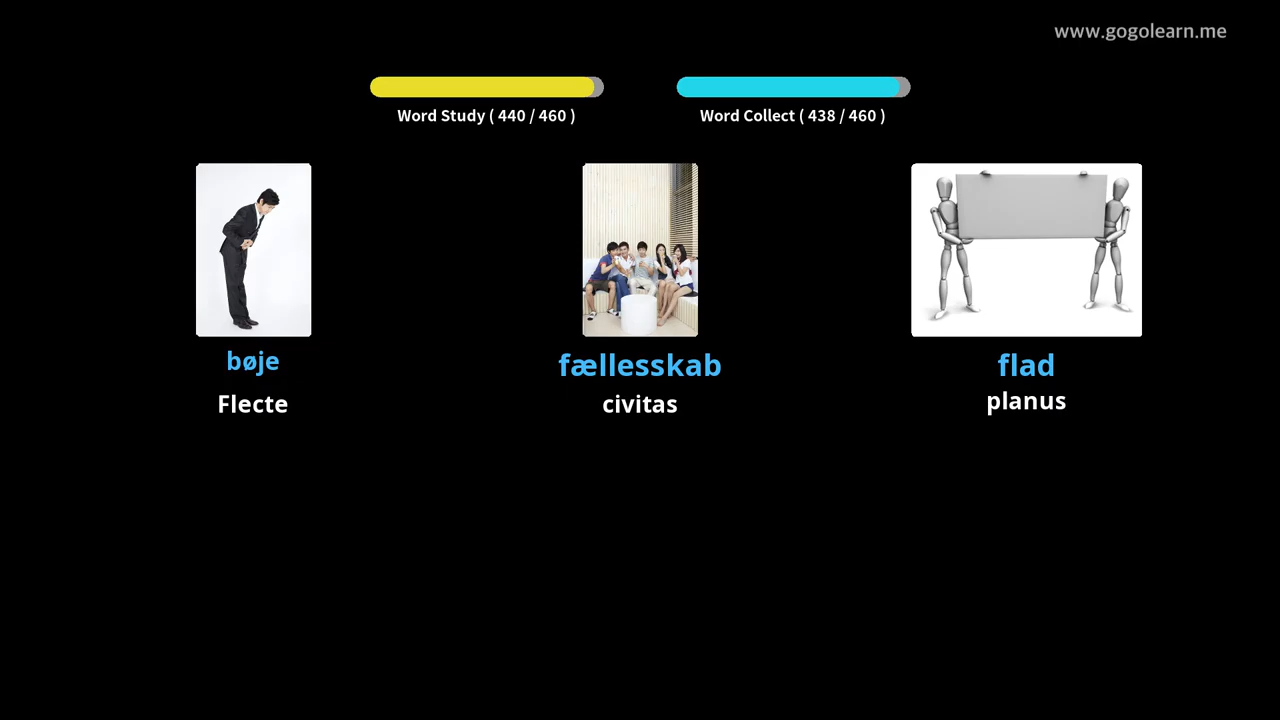 www.gogolearn.me
Word Study ( 440 / 460 )
Word Collect ( 438 / 460 )
bøje
fællesskab
flad
Flecte
civitas
planus